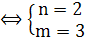 ⇔ { n = 2
m = 3